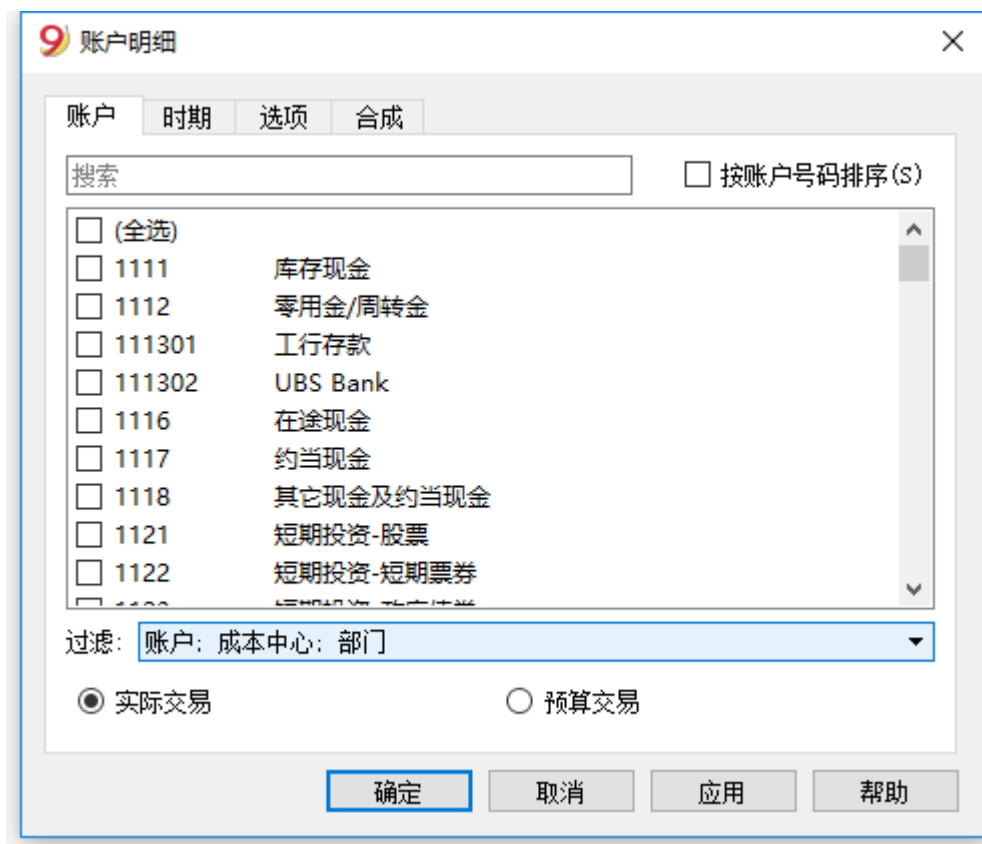 账户明细
账户 时期 选项 合成
搜索 按账户号码排序(S)
(全选)
1111 库存现金
1112 零用金/周转金
111301 工行存款
111302 UBS Bank
1116 在途现金
1117 约当现金
1118 其它现金及约当现金
1121 短期投资-股票
1122 短期投资-短期票券
过滤: 账户; 成本中心; 部门
实际交易 预算交易
确定 取消 应用 帮助